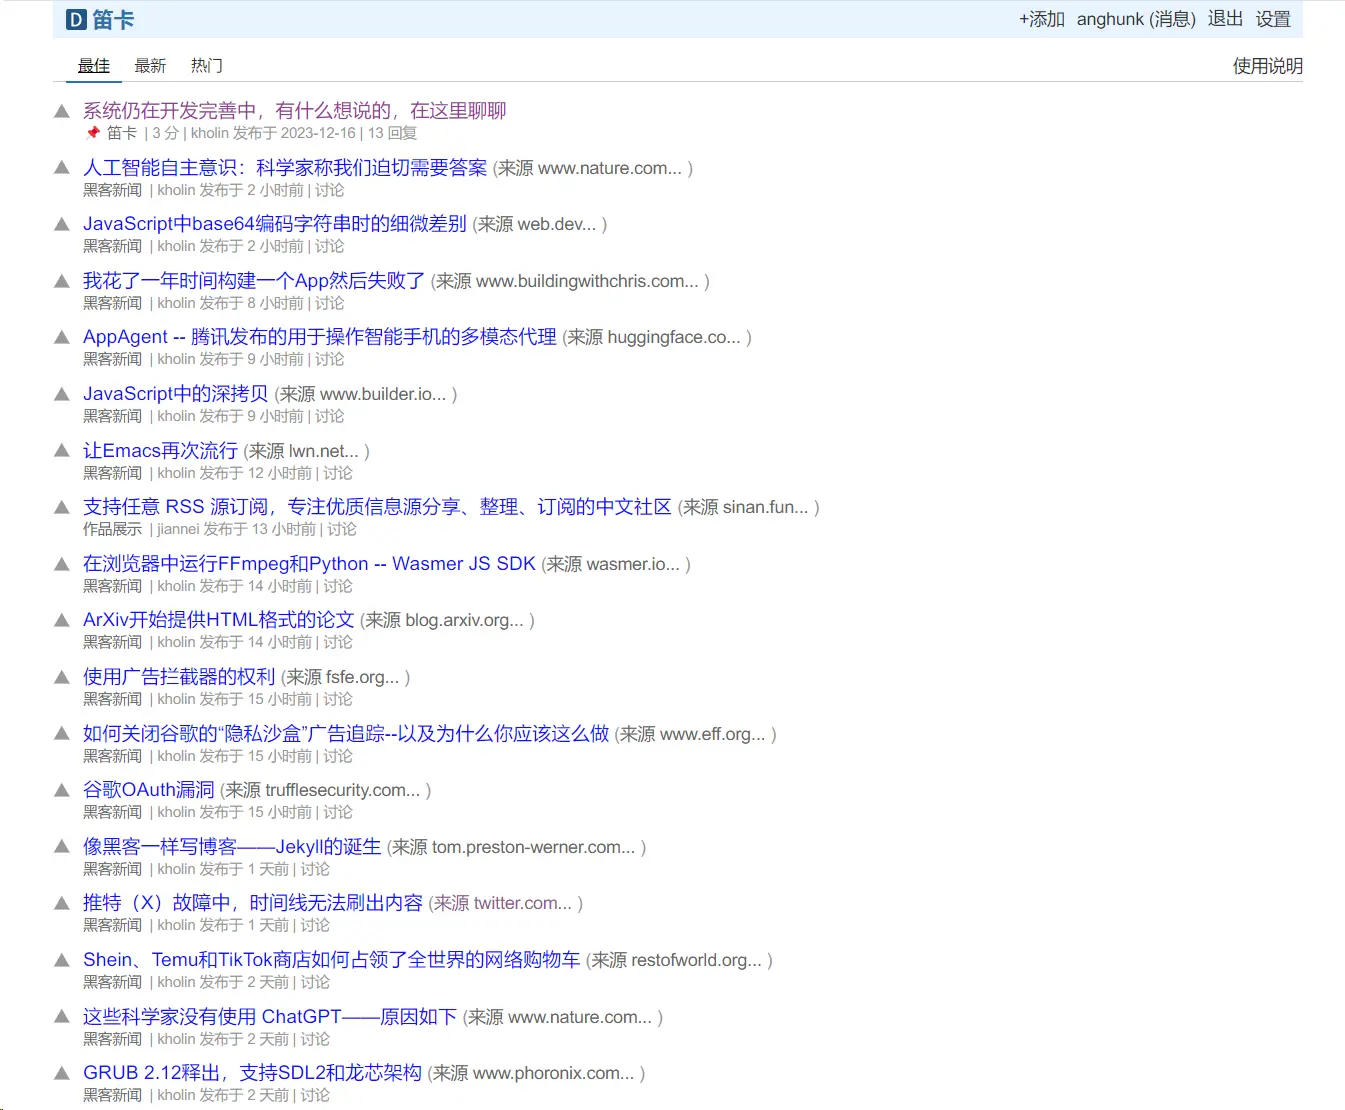 D 笛卡 +添加 anghunk (消息) 退出 设置
最佳 最新 热门 使用说明
系统仍在开发完善中，有什么想说的，在这里聊聊
笛卡 | 3 分 | kholin 发布于 2023-12-16 | 13 回复
人工智能自主意识：科学家称我们迫切需要答案 (来源 www.nature.com... )
黑客新闻 | kholin 发布于 2 小时前 | 讨论
JavaScript中base64编码字符串时的细微差别 (来源 web.dev... )
黑客新闻 | kholin 发布于 2 小时前 | 讨论
我花了一年时间构建一个App然后失败了 (来源 www.buildingwithchris.com... )
黑客新闻 | kholin 发布于 8 小时前 | 讨论
AppAgent -- 腾讯发布的用于操作智能手机的多模态代理 (来源 huggingface.co... )
黑客新闻 | kholin 发布于 9 小时前 | 讨论
JavaScript中的深拷贝 (来源 www.builder.io... )
黑客新闻 | kholin 发布于 9 小时前 | 讨论
让Emacs再次流行 (来源 lwn.net... )
黑客新闻 | kholin 发布于 12 小时前 | 讨论
支持任意 RSS 源订阅，专注优质信息源分享、整理、订阅的中文社区 (来源 sinan.fun... )
作品展示 | jiannei 发布于 13 小时前 | 讨论
在浏览器中运行FFmpeg和Python -- Wasmer JS SDK (来源 wasmer.io... )
黑客新闻 | kholin 发布于 14 小时前 | 讨论
ArXiv开始提供HTML格式的论文 (来源 blog.arxiv.org... )
黑客新闻 | kholin 发布于 14 小时前 | 讨论
使用广告拦截器的权利 (来源 fsfe.org... )
黑客新闻 | kholin 发布于 15 小时前 | 讨论
如何关闭谷歌的“隐私沙盒”广告追踪--以及为什么你应该这么做 (来源 www.eff.org... )
黑客新闻 | kholin 发布于 15 小时前 | 讨论
谷歌OAuth漏洞 (来源 trufflesecurity.com... )
黑客新闻 | kholin 发布于 15 小时前 | 讨论
像黑客一样写博客——Jekyll的诞生 (来源 tom.preston-werner.com... )
黑客新闻 | kholin 发布于 1 天前 | 讨论
推特（X）故障中，时间线无法刷出内容 (来源 twitter.com... )
黑客新闻 | kholin 发布于 1 天前 | 讨论
Shein、Temu和TikTok商店如何占领了全世界的网络购物车 (来源 restofworld.org... )
黑客新闻 | kholin 发布于 2 天前 | 讨论
这些科学家没有使用 ChatGPT——原因如下 (来源 www.nature.com... )
黑客新闻 | kholin 发布于 2 天前 | 讨论
GRUB 2.12释出，支持SDL2和龙芯架构 (来源 www.phoronix.com... )
黑客新闻 | kholin 发布于 2 天前 | 讨论